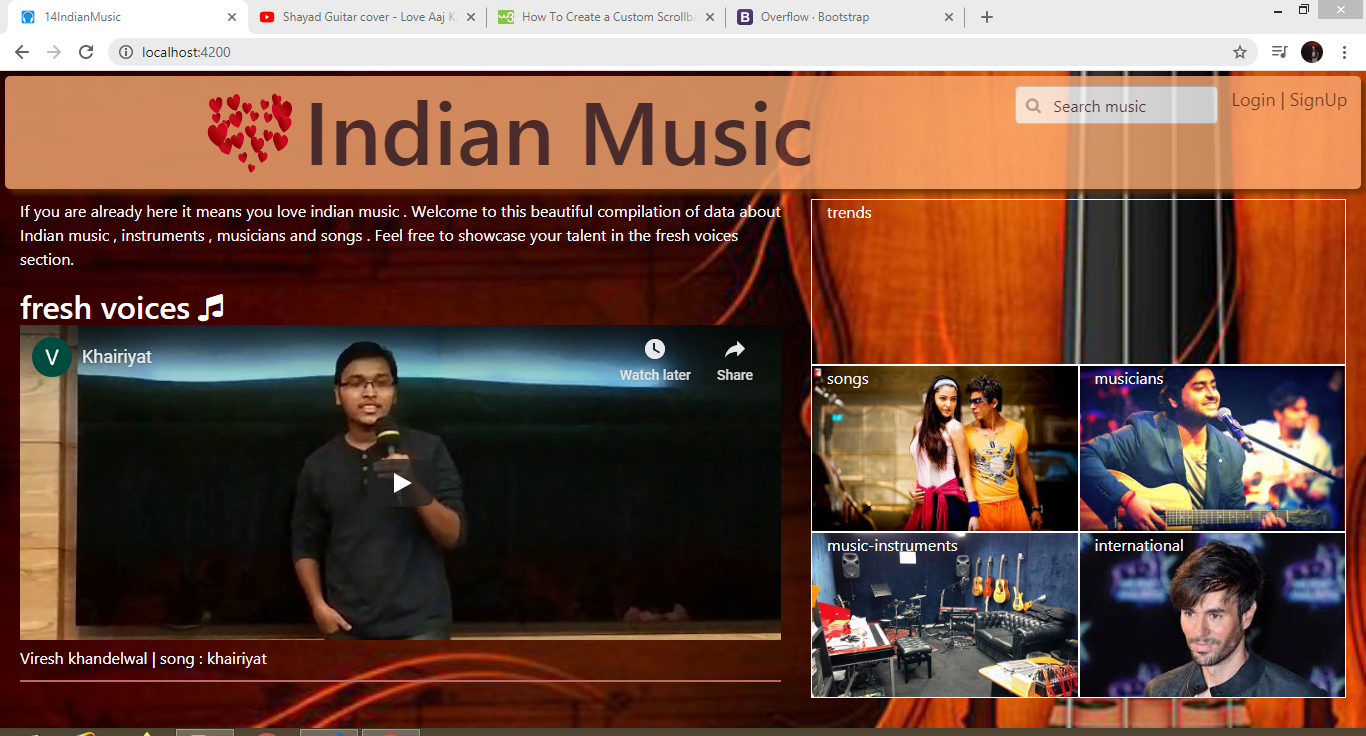 14IndianMusic
Shayad Guitar cover - Love Aaj K
How To Create a Custom Scrollba
Overflow · Bootstrap
localhost:4200
Indian Music
Search music
Login | SignUp
If you are already here it means you love indian music . Welcome to this beautiful compilation of data about
Indian music , instruments , musicians and songs . Feel free to showcase your talent in the fresh voices
section.
fresh voices
V
Khairiyat
Watch later
Share
Viresh khandelwal | song : khairiyat
trends
songs
musicians
music-instruments
international